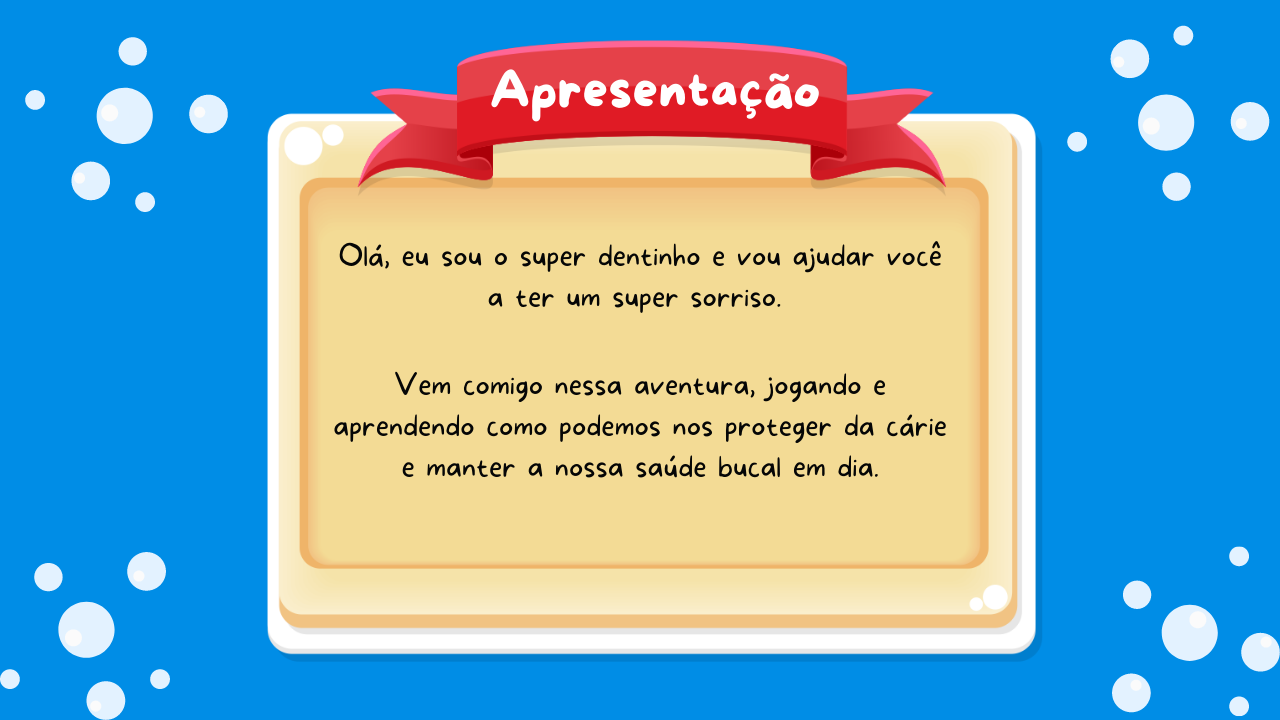 Apresentação
Olá, eu sou o super dentinho e vou ajudar você
a ter um super sorriso.
Vem comigo nessa aventura, jogando e
aprendendo como podemos nos proteger da cárie
e manter a nossa saúde bucal em dia.